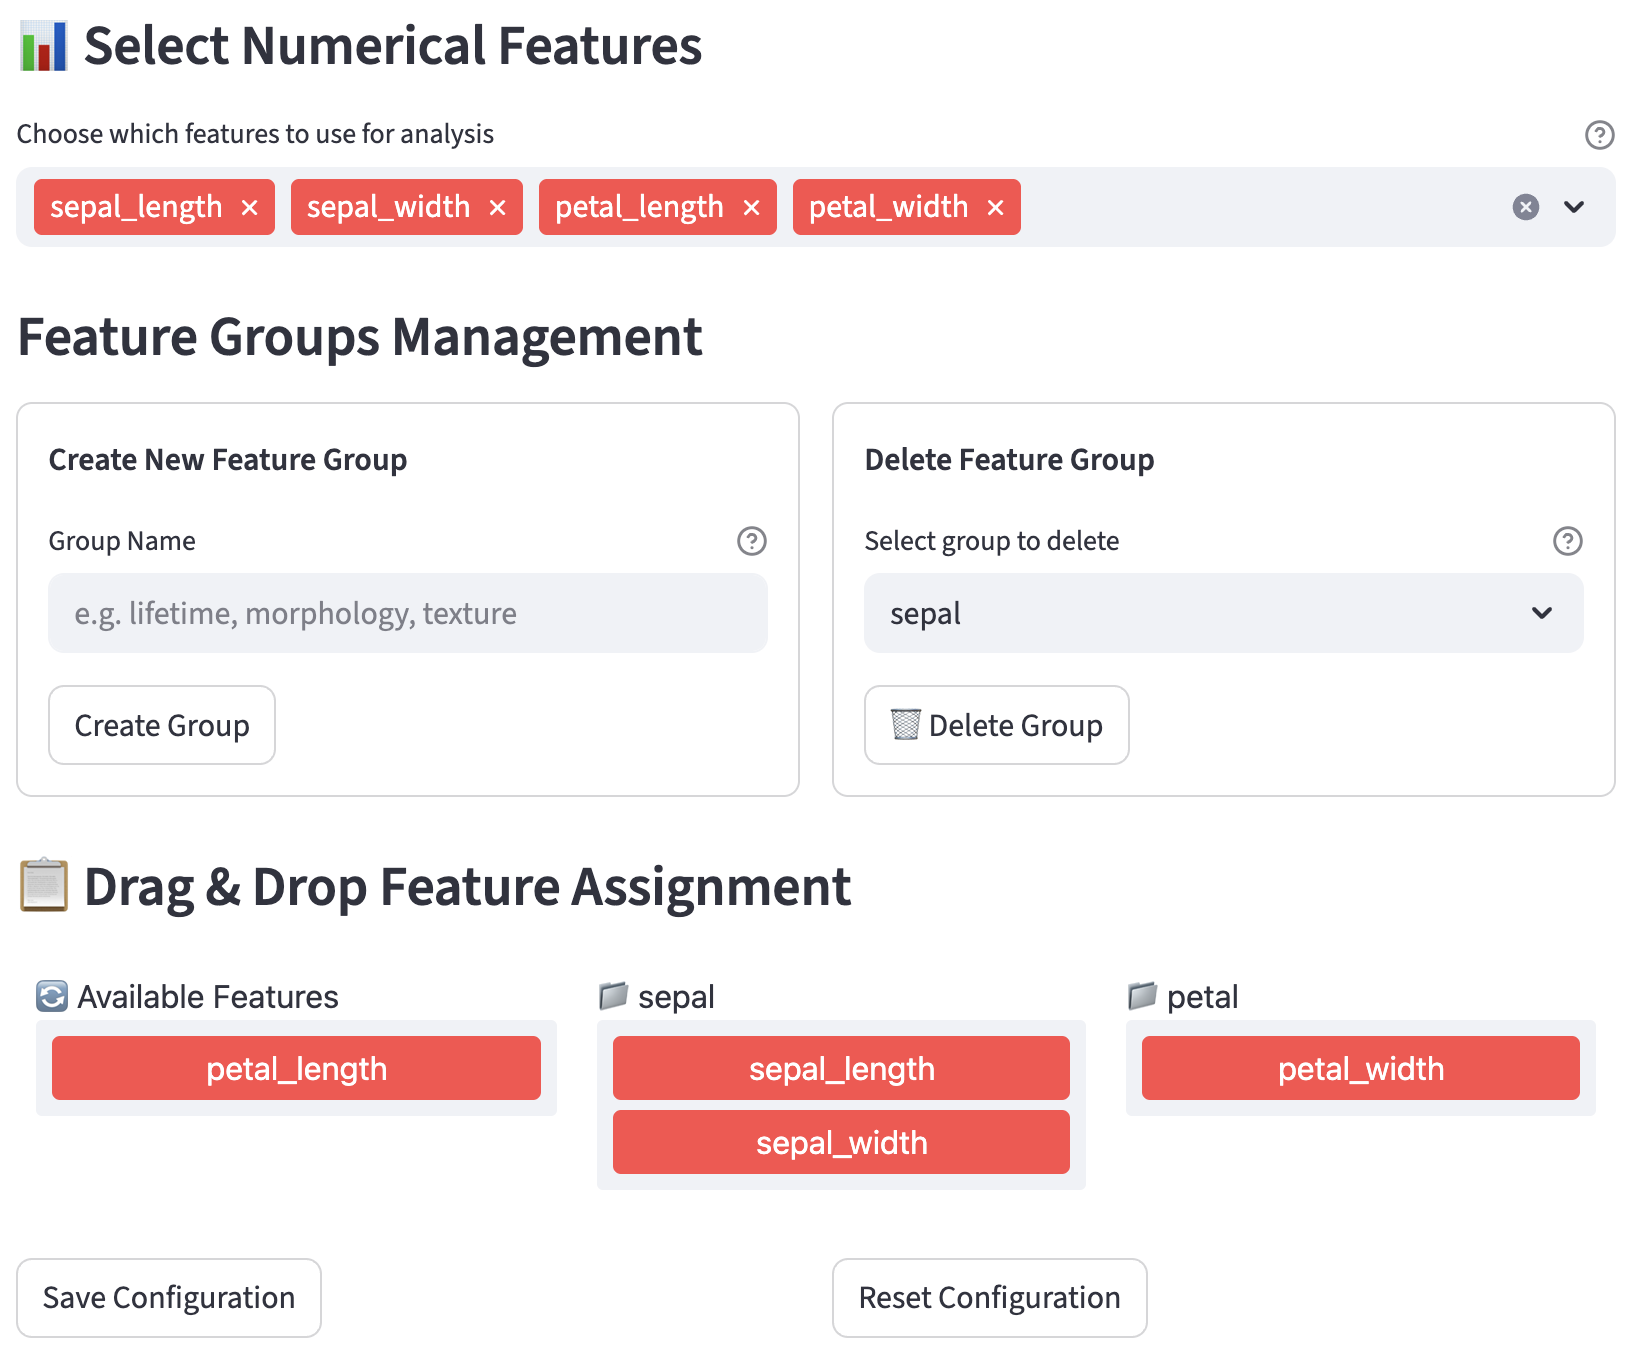 Select Numerical Features
Choose which features to use for analysis
sepal_length sepal_width petal_length petal_width
Feature Groups Management
Create New Feature Group
Group Name
e.g. lifetime, morphology, texture
Create Group
Delete Feature Group
Select group to delete
sepal
Delete Group
Drag & Drop Feature Assignment
Available Features
petal_length
sepal
sepal_length
sepal_width
petal
petal_width
Save Configuration
Reset Configuration